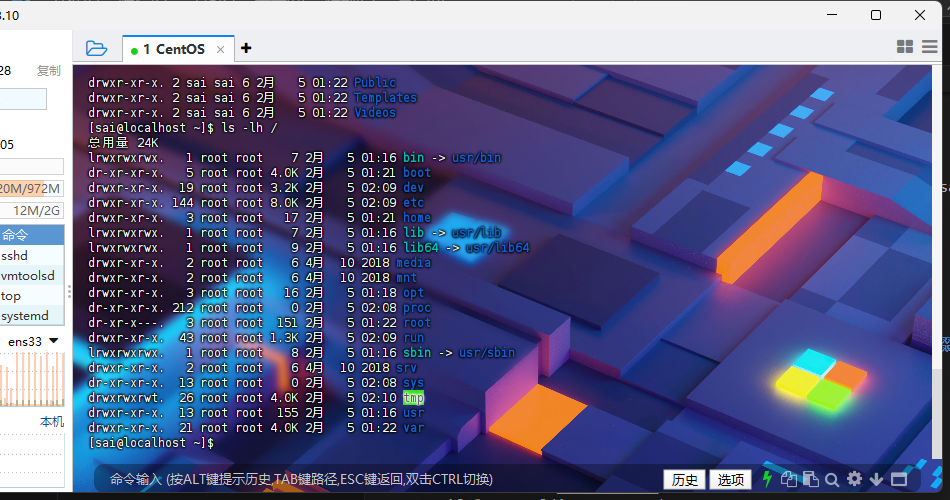 3.10
1 CentOS × +
28 复制
05
20M/972M
12M/2G
命令
sshd
vmtoolsd
top
systemd
ens33
本机
drwxr-xr-x. 2 sai sai 6 2月 5 01:22 Public
drwxr-xr-x. 2 sai sai 6 2月 5 01:22 Templates
drwxr-xr-x. 2 sai sai 6 2月 5 01:22 Videos
[sai@localhost ~]$ ls -lh /
总用量 24K
lrwxrwxrwx. 1 root root 7 2月 5 01:16 bin -> usr/bin
dr-xr-xr-x. 5 root root 4.0K 2月 5 01:21 boot
drwxr-xr-x. 19 root root 3.2K 2月 5 02:09 dev
drwxr-xr-x. 144 root root 8.0K 2月 5 02:09 etc
drwxr-xr-x. 3 root root 17 2月 5 01:21 home
lrwxrwxrwx. 1 root root 7 2月 5 01:16 lib -> usr/lib
lrwxrwxrwx. 1 root root 9 2月 5 01:16 lib64 -> usr/lib64
drwxr-xr-x. 2 root root 6 4月 10 2018 media
drwxr-xr-x. 2 root root 6 4月 10 2018 mnt
drwxr-xr-x. 3 root root 16 2月 5 01:18 opt
dr-xr-xr-x. 212 root root 0 2月 5 02:08 proc
dr-xr-x---. 3 root root 151 2月 5 01:22 root
drwxr-xr-x. 43 root root 1.3K 2月 5 02:09 run
lrwxrwxrwx. 1 root root 8 2月 5 01:16 sbin -> usr/sbin
drwxr-xr-x. 2 root root 6 4月 10 2018 srv
dr-xr-xr-x. 13 root root 0 2月 5 02:08 sys
drwxrwxrwt. 26 root root 4.0K 2月 5 02:10 tmp
drwxr-xr-x. 13 root root 155 2月 5 01:16 usr
drwxr-xr-x. 21 root root 4.0K 2月 5 01:22 var
[sai@localhost ~]$
命令输入 (按ALT键提示历史,TAB键路径,ESC键返回,双击CTRL切换) 历史 选项